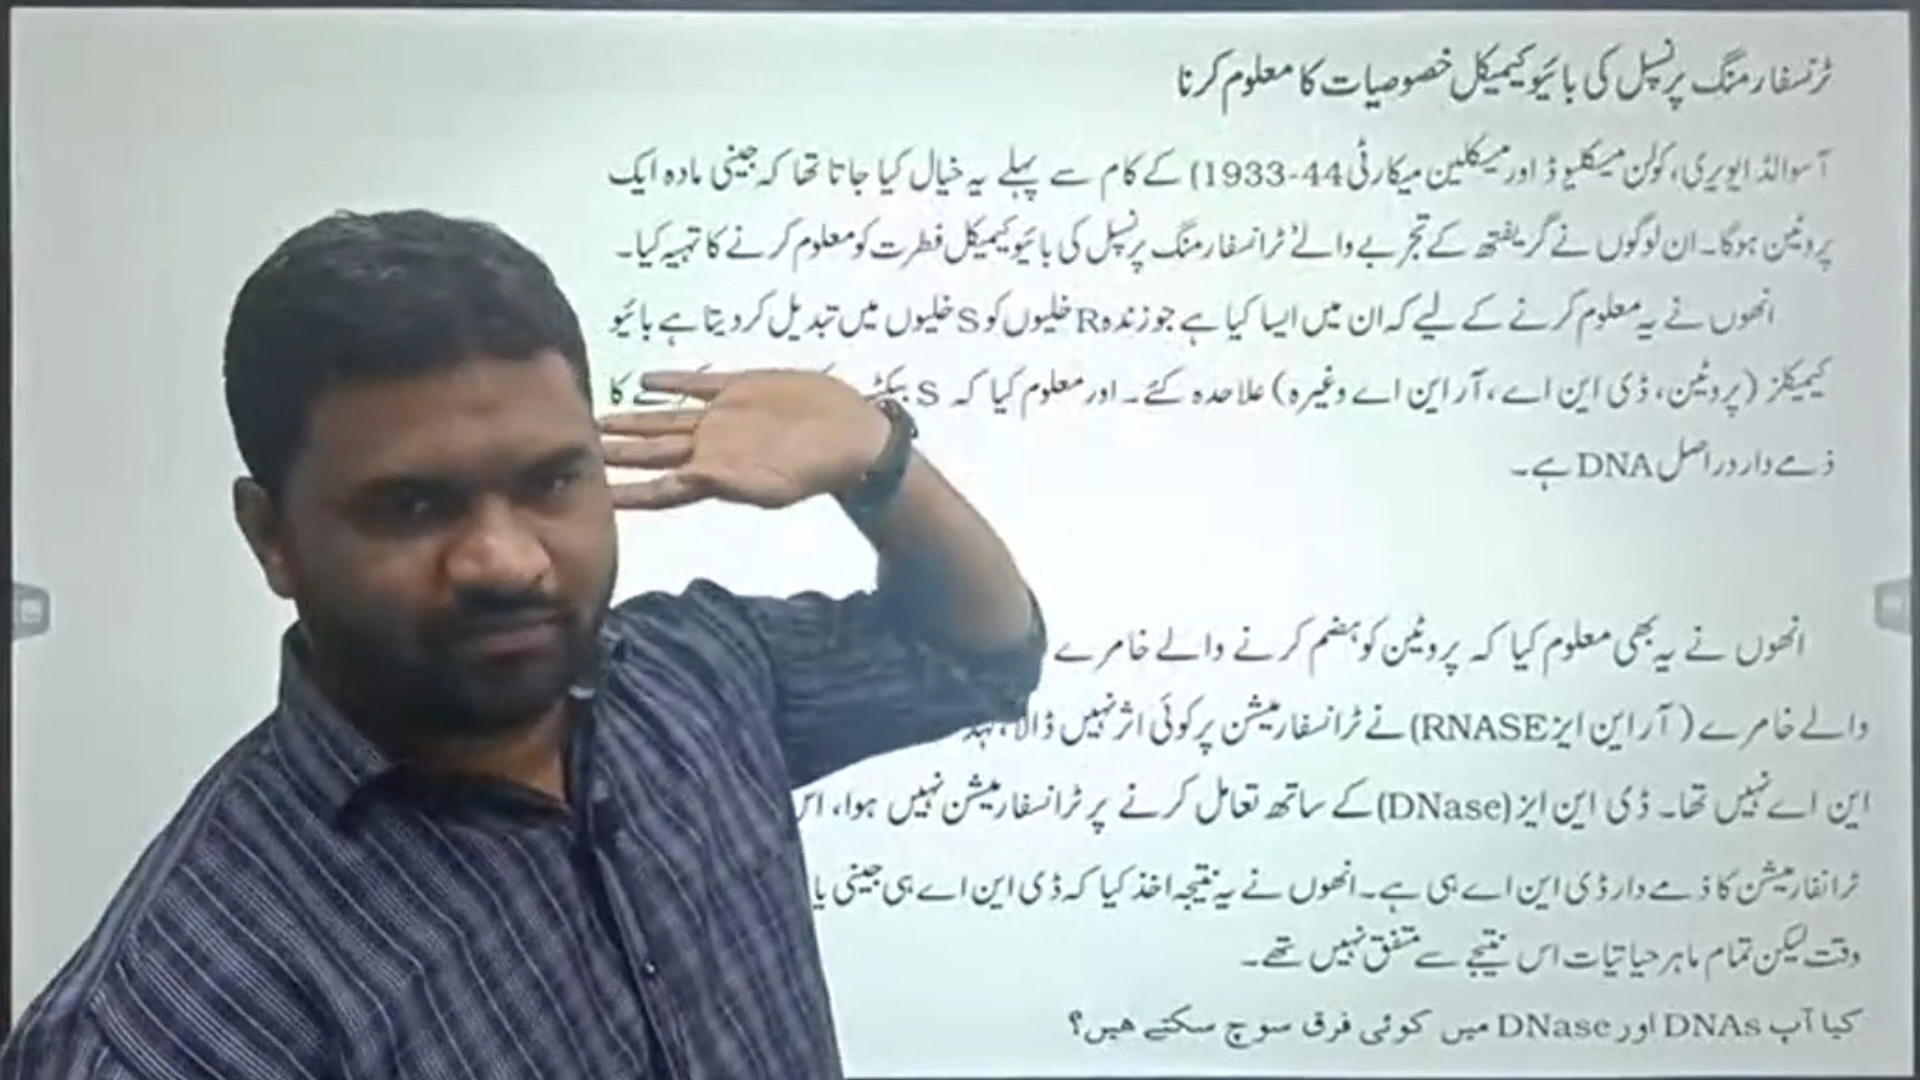 ٹرنسفارمنگ پرنسپل کی بائیو کیمیکل خصوصیات کا معلوم کرنا
آسوالڈ ایویری، کولن میکلیوڈ اور میکلین میکارٹی 44-1933) کے کام سے پہلے یہ خیال کیا جاتا تھا کہ جینی مادہ ایک
پروٹین ہوگا۔ ان لوگوں نے گریفتھ کے تجربے والے ٹرانسفارمنگ پرنسپل کی بائیو کیمیکل فطرت کو معلوم کرنے کا تہیہ کیا۔
انھوں نے یہ معلوم کرنے کے لیے کہ ان میں ایسا کیا ہے جو زندہ R خلیوں کو S خلیوں میں تبدیل کر دیتا ہے بائیو
کیمیکلز (پروٹین، ڈی این اے، آر این اے وغیرہ) علاحدہ کئے۔ اور معلوم کیا کہ S کا
ذمے دار دراصل DNA ہے۔
انھوں نے یہ بھی معلوم کیا کہ پروٹین کو ہضم کرنے والے خامرے
والے خامرے (آر این ایز RNASE) نے ٹرانسفارمیشن پر کوئی اثر نہیں ڈالا،
این اے نہیں تھا۔ ڈی این ایز (DNase) کے ساتھ تعامل کرنے پر ٹرانسفارمیشن نہیں ہوا، اس
ٹرانفارمیشن کا ذمے دار ڈی این اے ہی ہے۔ انھوں نے یہ نتیجہ اخذ کیا کہ ڈی این اے ہی جینی
وقت لیکن تمام ماہر حیاتیات اس نتیجے سے متفق نہیں تھے۔
کیا آپ DNAs اور DNase میں کوئی فرق سوچ سکتے ہیں؟